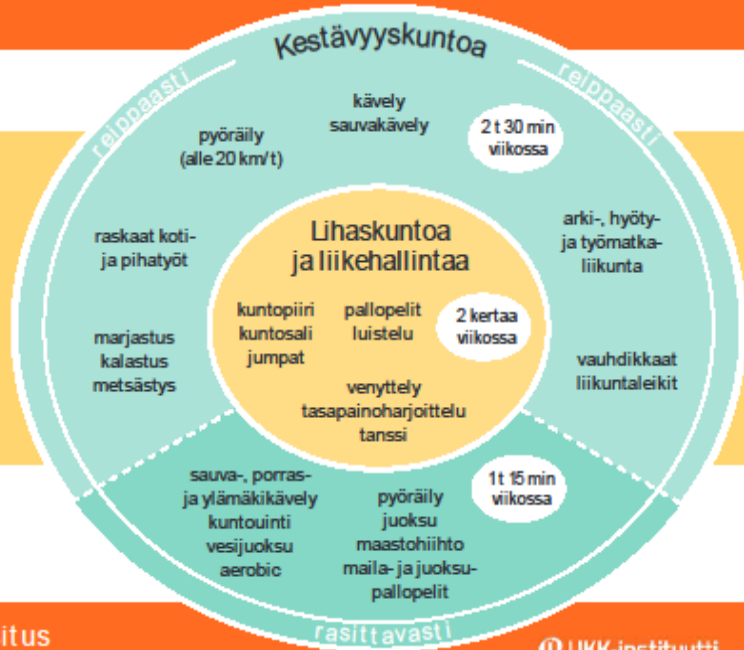 Kestävyyskuntoa
reippaasti
reippaasti
kävely
sauvakävely
2 t 30 min
viikossa
pyöräily
(alle 20 km/t)
raskaat koti-
ja pihatyöt
arki-, hyöty-
ja työmatka-
liikunta
marjastus
kalastus
metsästys
vauhdikkaat
liikuntaleikit
Lihaskuntoa
ja liikehallintaa
kuntopiiri
kuntosali
jumpat
pallopelit
luistelu
2 kertaa
viikossa
venyttely
tasapainoharjoittelu
tanssi
sauva-, porras-
ja ylämäkikävely
kuntouinti
vesijuoksu
aerobic
pyöräily
juoksu
maastohiihto
maila- ja juoksu-
pallopelit
1 t 15 min
viikossa
rasittavasti
UKK-instituutti